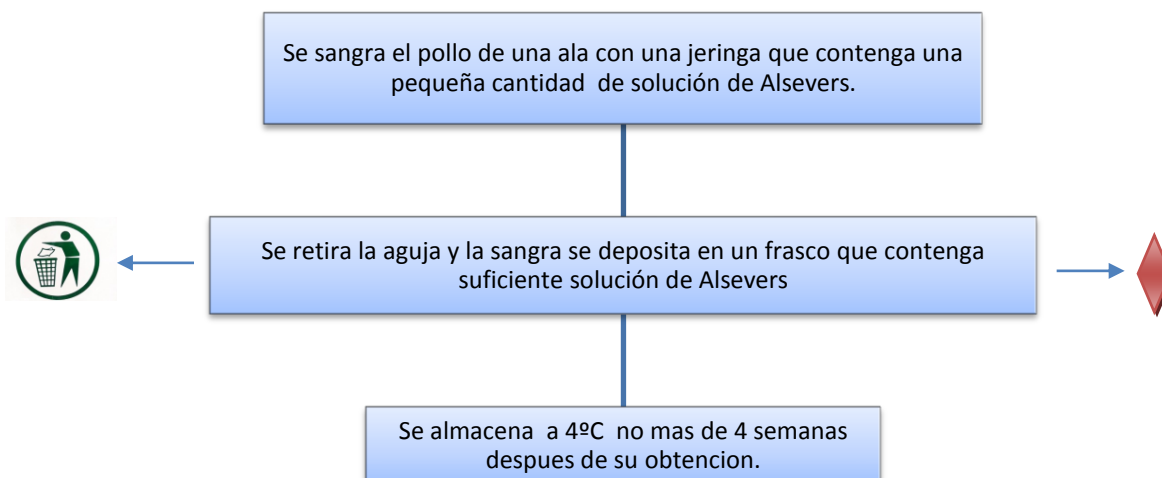 Se sangra el pollo de una ala con una jeringa que contenga una
pequeña cantidad de solución de Alsevers.
Se retira la aguja y la sangra se deposita en un frasco que contenga
suficiente solución de Alsevers
Se almacena a 4ºC no mas de 4 semanas
despues de su obtencion.